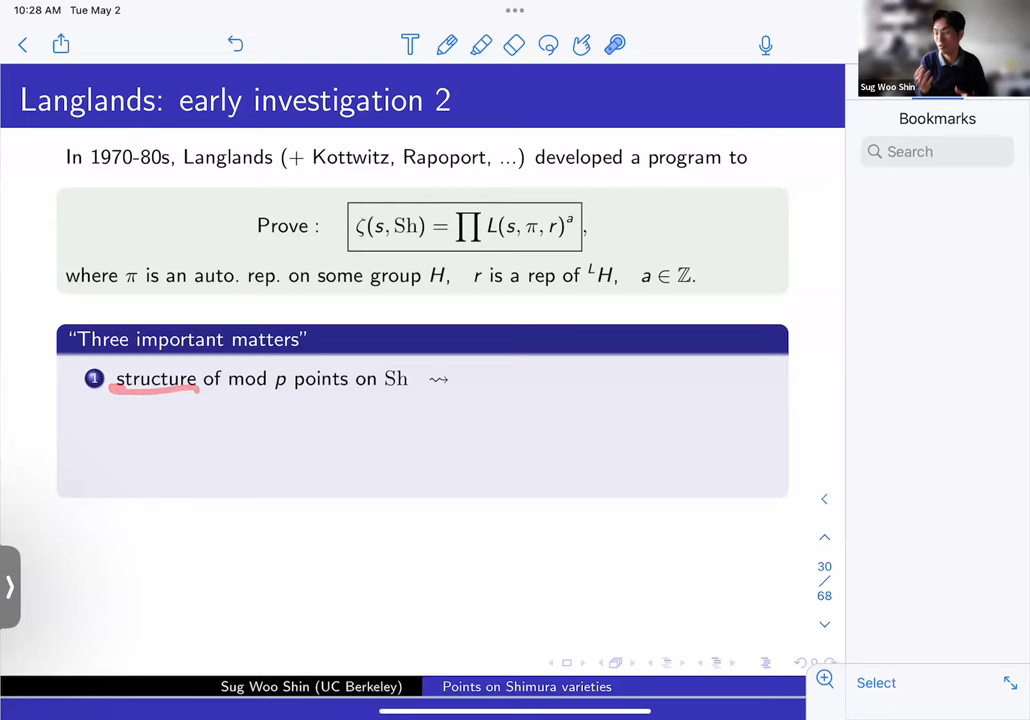 10:28 AM Tue May 2
Sug Woo Shin
Bookmarks
Search
Langlands: early investigation 2
In 1970-80s, Langlands (+ Kottwitz, Rapoport, ...) developed a program to
Prove : ζ(s, Sh) = ∏ L(s, π, r)ᵃ,
where π is an auto. rep. on some group H, r is a rep of ᴸH, a ∈ ℤ.
“Three important matters”
1 structure of mod p points on Sh ⇝
30
/
68
Sug Woo Shin (UC Berkeley) Points on Shimura varieties
Select